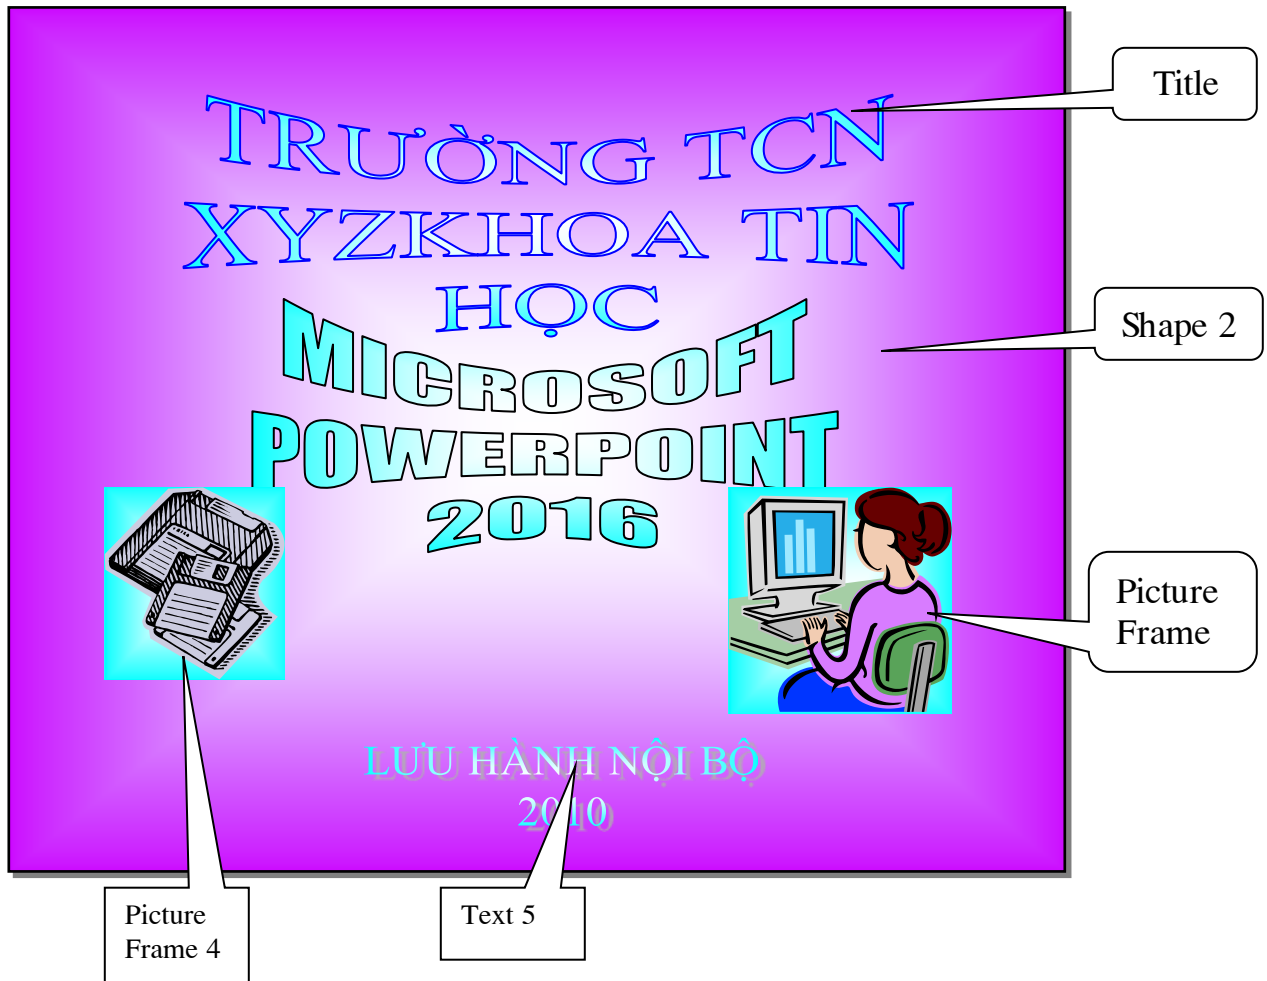 TRƯỜNG TCN
XYZKHOA TIN
HỌC
MICROSOFT
POWERPOINT
2016
LƯU HÀNH NỘI BỘ
2010
Title
Shape 2
Picture
Frame
Picture
Frame 4
Text 5